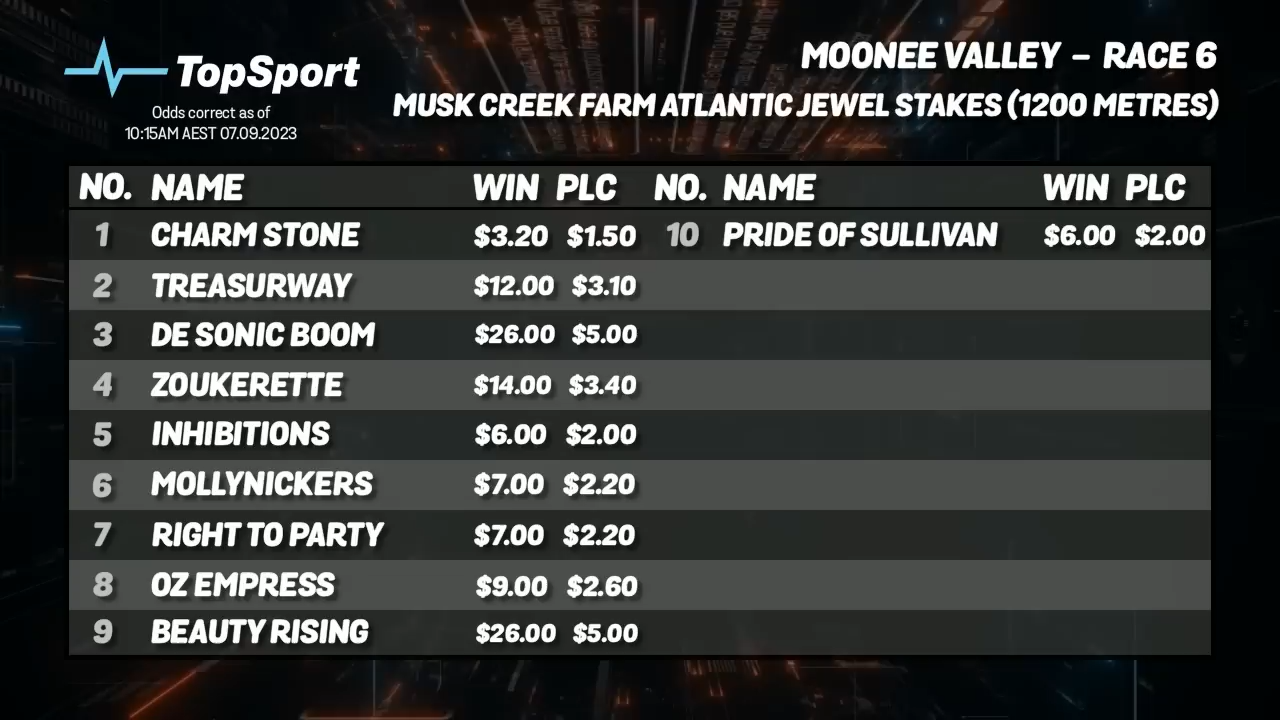 TopSport
Odds correct as of
10:15AM AEST 07.09.2023
MOONEE VALLEY – RACE 6
MUSK CREEK FARM ATLANTIC JEWEL STAKES (1200 METRES)
NO. NAME WIN PLC NO. NAME WIN PLC
1 CHARM STONE $3.20 $1.50 10 PRIDE OF SULLIVAN $6.00 $2.00
2 TREASURWAY $12.00 $3.10
3 DE SONIC BOOM $26.00 $5.00
4 ZOUKERETTE $14.00 $3.40
5 INHIBITIONS $6.00 $2.00
6 MOLLYNICKERS $7.00 $2.20
7 RIGHT TO PARTY $7.00 $2.20
8 OZ EMPRESS $9.00 $2.60
9 BEAUTY RISING $26.00 $5.00